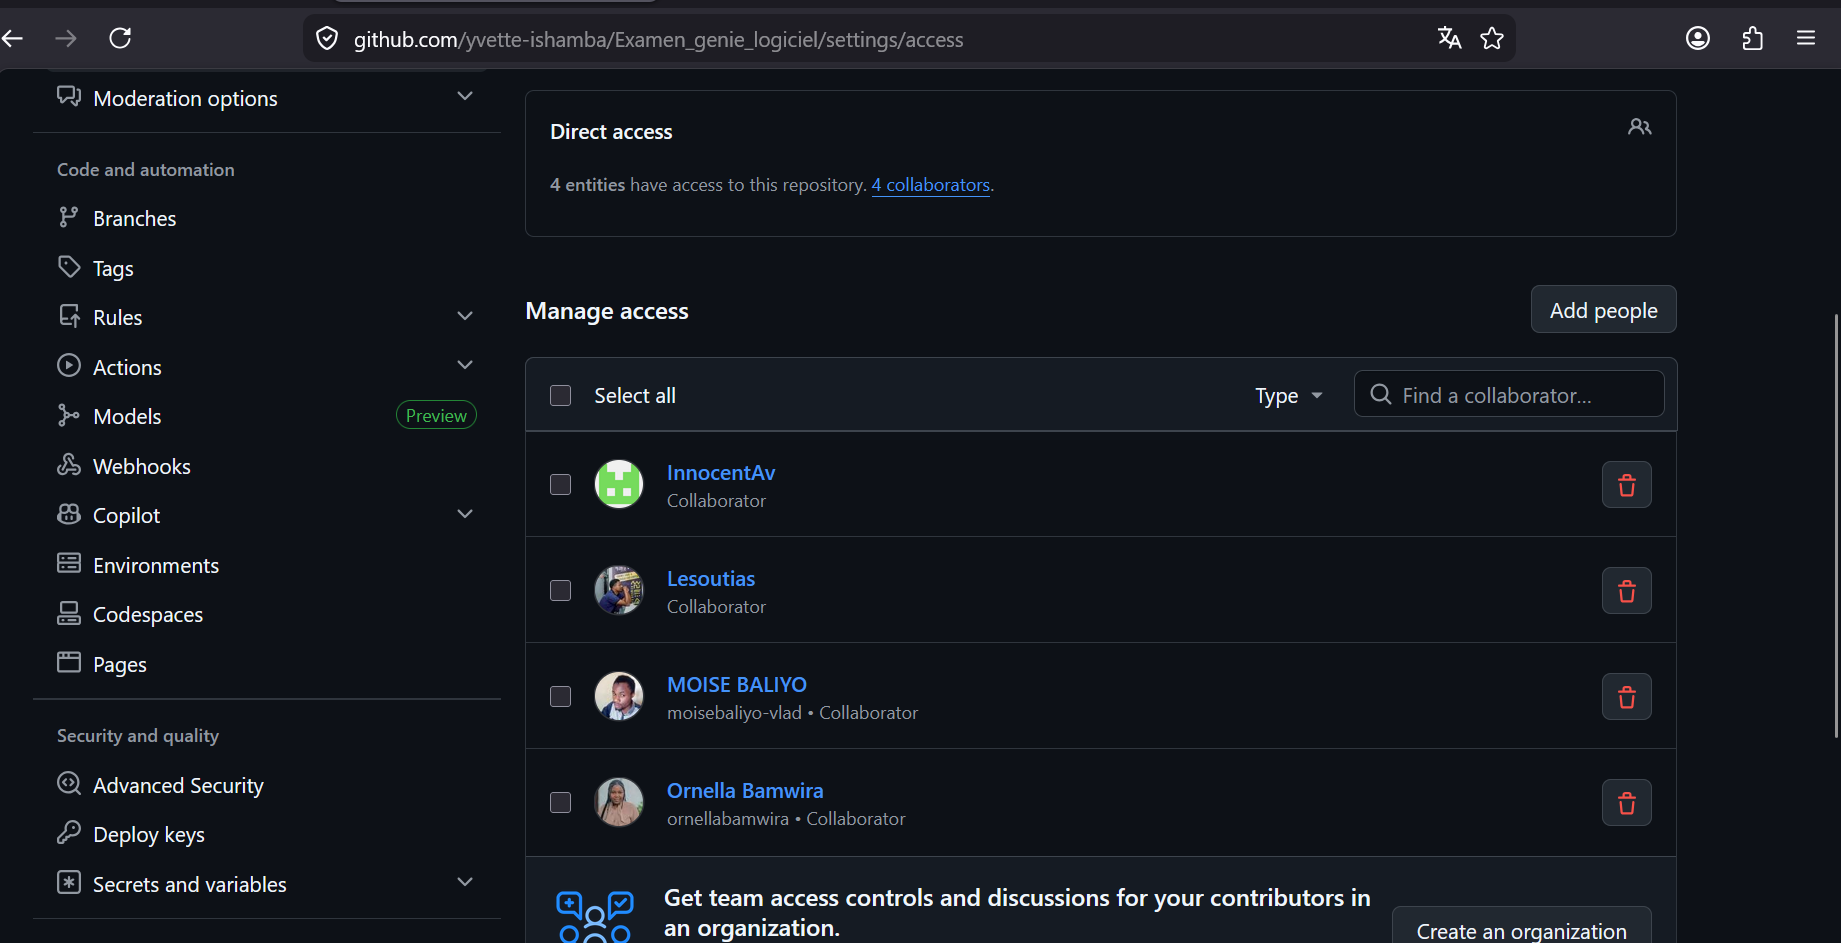 github.com/yvette-ishamba/Examen_genie_logiciel/settings/access
Moderation options
Code and automation
Branches
Tags
Rules
Actions
Models
Preview
Webhooks
Copilot
Environments
Codespaces
Pages
Security and quality
Advanced Security
Deploy keys
Secrets and variables
Direct access
4 entities have access to this repository. 4 collaborators.
Manage access
Add people
Select all
Type
Find a collaborator...
InnocentAv
Collaborator
Lesoutias
Collaborator
MOISE BALIYO
moisebaliyo-vlad • Collaborator
Ornella Bamwira
ornellabamwira • Collaborator
Get team access controls and discussions for your contributors in
an organization.
Create an organization